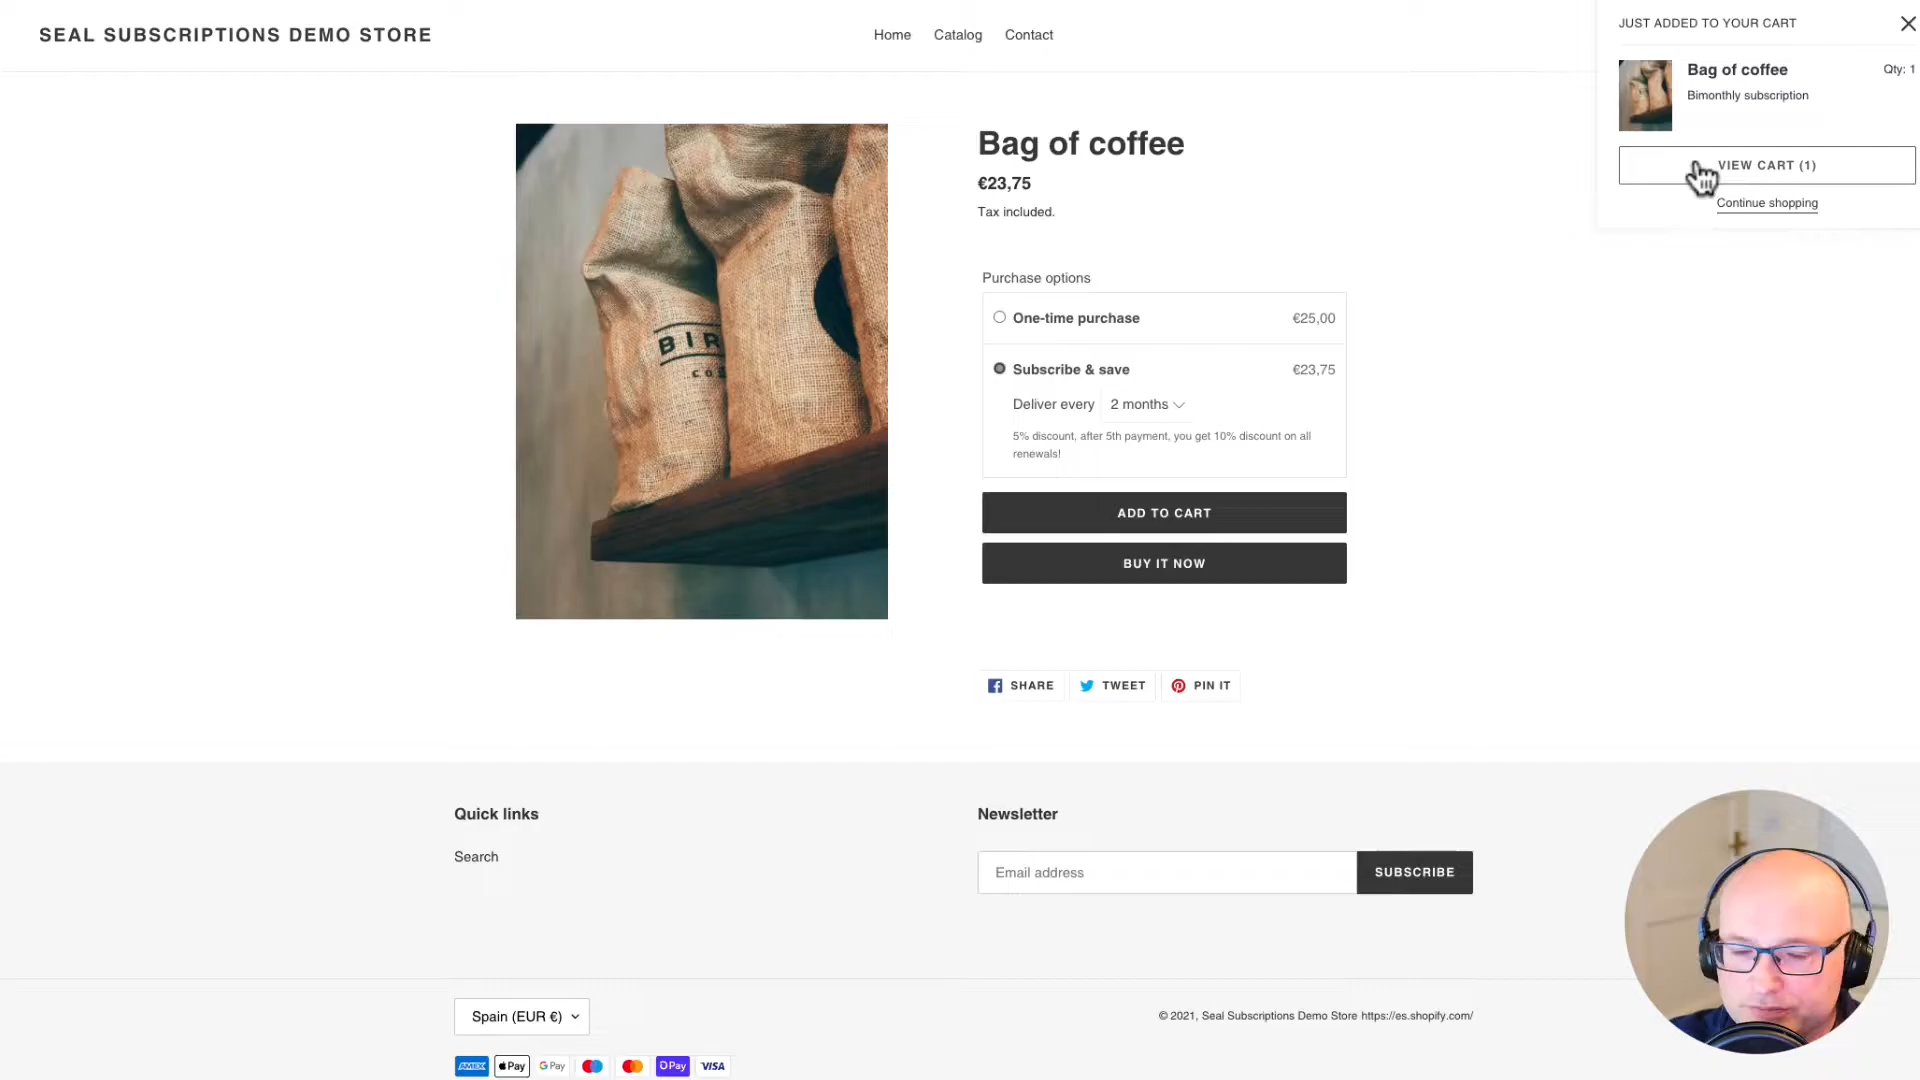 SEAL SUBSCRIPTIONS DEMO STORE
Home Catalog Contact
JUST ADDED TO YOUR CART
Bag of coffee Qty: 1
Bimonthly subscription
VIEW CART (1)
Continue shopping
Bag of coffee
€23,75
Tax included.
Purchase options
One-time purchase €25,00
Subscribe & save €23,75
Deliver every 2 months
5% discount, after 5th payment, you get 10% discount on all
renewals!
ADD TO CART
BUY IT NOW
SHARE TWEET PIN IT
Quick links
Search
Newsletter
Email address SUBSCRIBE
Spain (EUR €)
© 2021, Seal Subscriptions Demo Store https://es.shopify.com/
AMEX Pay G Pay Pay VISA